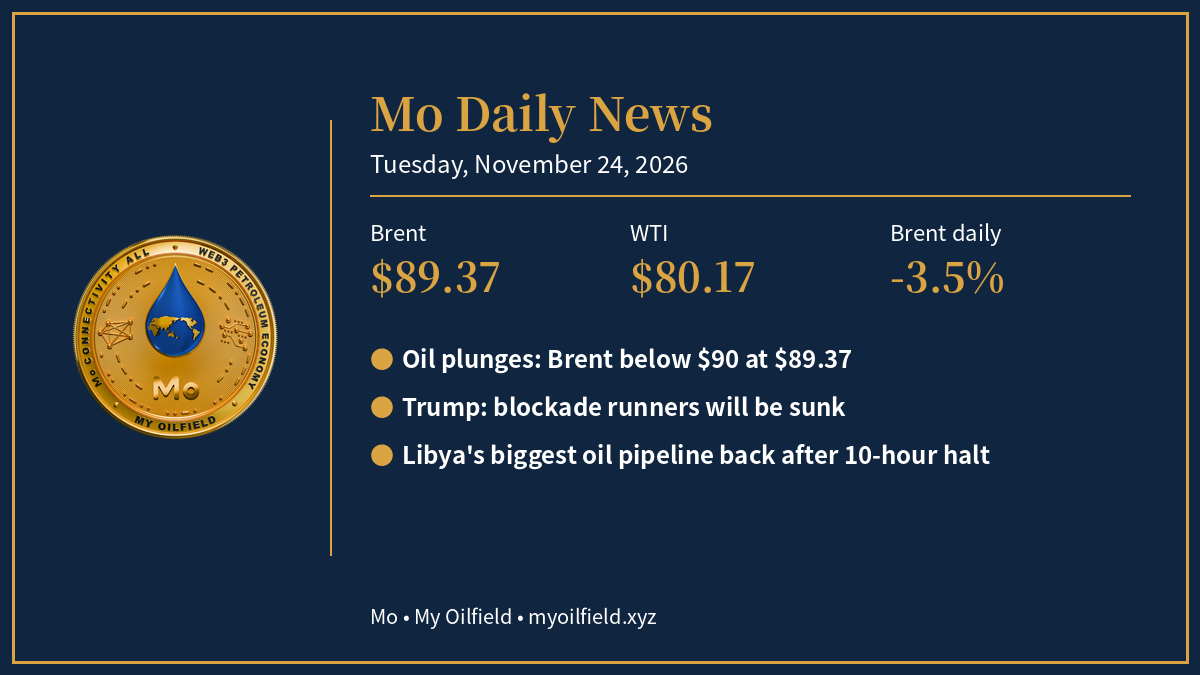 Mo Daily News
Tuesday, November 24, 2026
Brent WTI Brent daily
$89.37 $80.17 -3.5%
Oil plunges: Brent below $90 at $89.37
Trump: blockade runners will be sunk
Libya's biggest oil pipeline back after 10-hour halt
Mo CONNECTIVITY ALL • WEB3 PETROLEUM ECONOMY
Mo
MY OILFIELD
Mo • My Oilfield • myoilfield.xyz